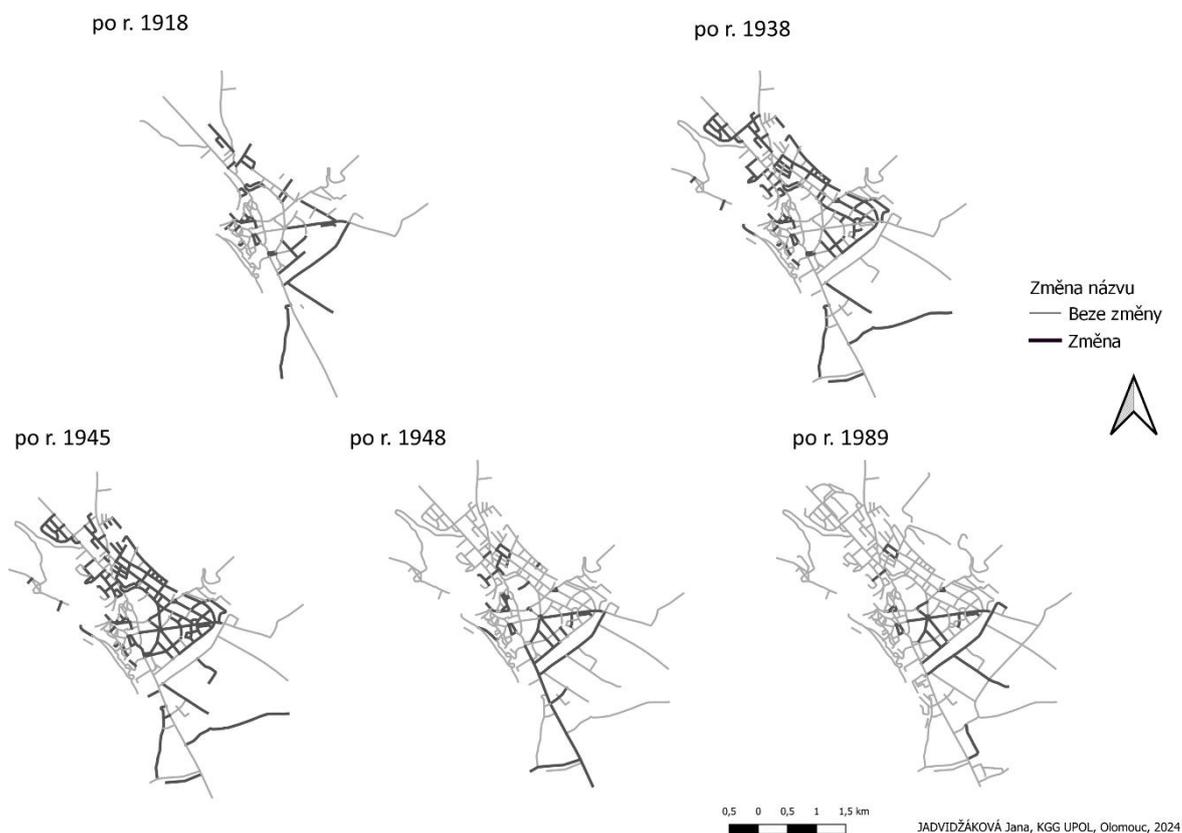 po r. 1918
po r. 1938
Změna názvu
Beze změny
Změna
po r. 1945
po r. 1948
po r. 1989
0,5 0 0,5 1 1,5 km
JADVIDŽÁKOVÁ Jana, KGG UPOL, Olomouc, 2024